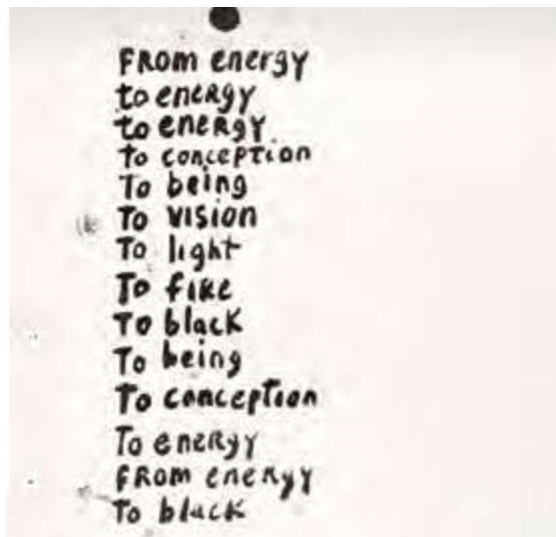 FRom eneRgy
to eneRgy
to eneRgy
To conception
To being
To vision
To light
To fiRe
To black
To being
To conception
To eneRgy
FRom eneRgy
To black